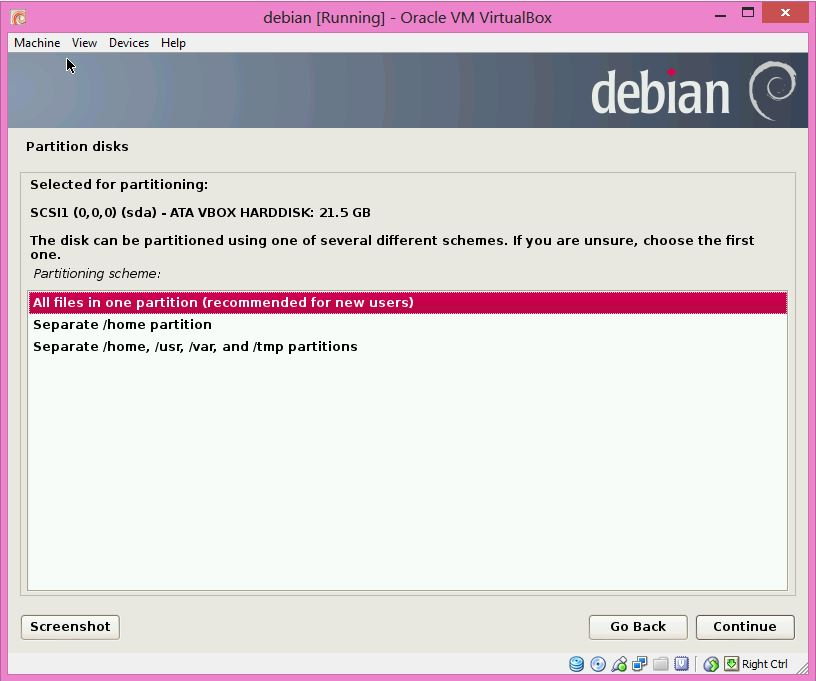 debian [Running] - Oracle VM VirtualBox
Machine View Devices Help
debian
Partition disks
Selected for partitioning:
SCSI1 (0,0,0) (sda) - ATA VBOX HARDDISK: 21.5 GB
The disk can be partitioned using one of several different schemes. If you are unsure, choose the first
one.
Partitioning scheme:
All files in one partition (recommended for new users)
Separate /home partition
Separate /home, /usr, /var, and /tmp partitions
Screenshot Go Back Continue
Right Ctrl